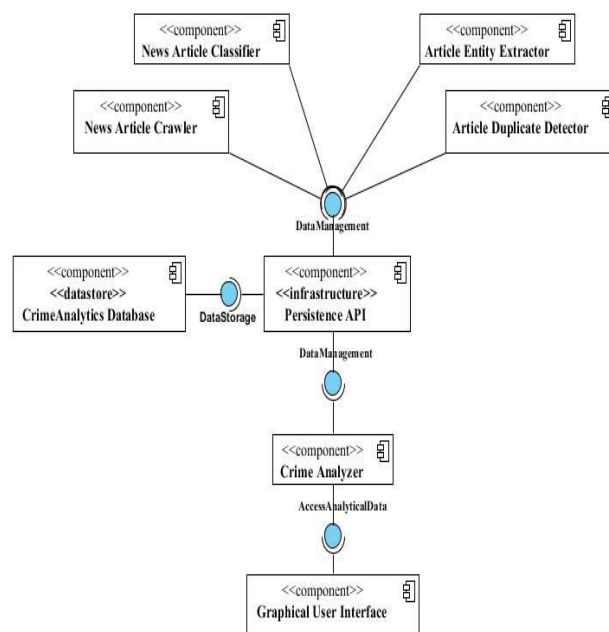 <<component>>
News Article Classifier
<<component>>
Article Entity Extractor
<<component>>
News Article Crawler
<<component>>
Article Duplicate Detector
DataManagement
<<component>>
<<datastore>>
CrimeAnalytics Database
DataStorage
<<component>>
<<infrastructure>>
Persistence API
DataManagement
<<component>>
Crime Analyzer
AccessAnalyticalData
<<component>>
Graphical User Interface